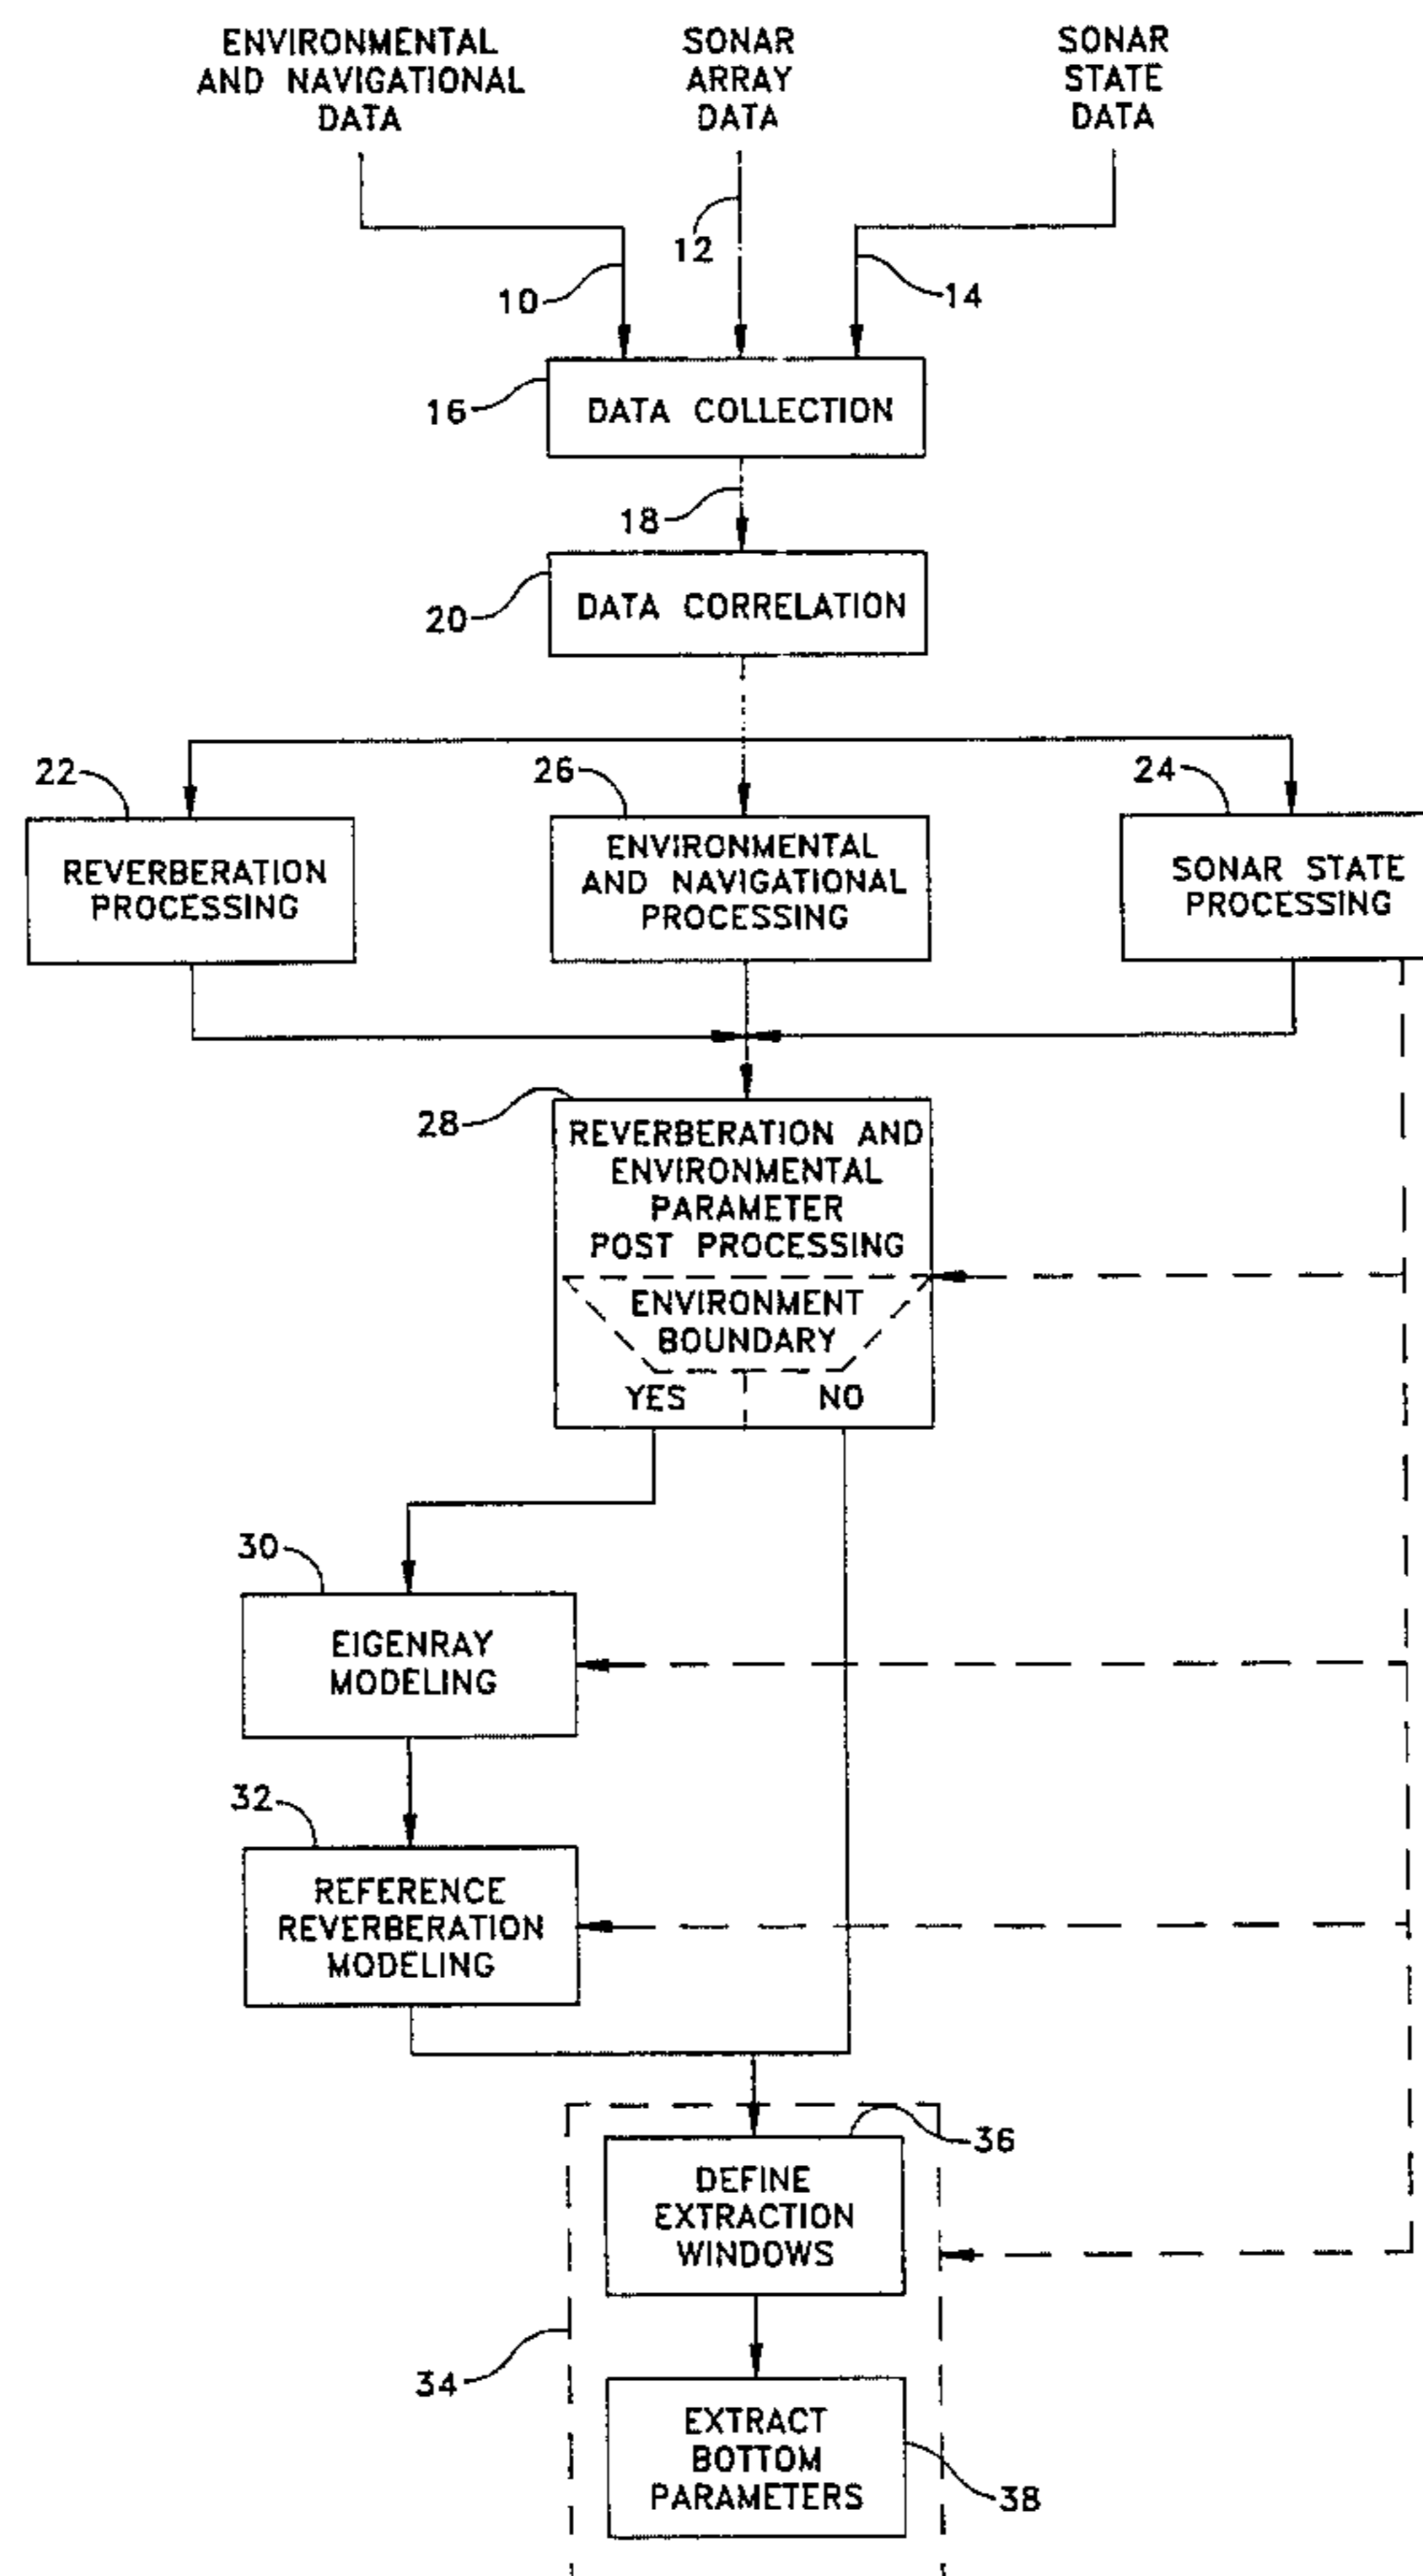 ENVIRONMENTAL
AND NAVIGATIONAL
DATA
SONAR
ARRAY
DATA
SONAR
STATE
DATA
12
10
14
16
DATA COLLECTION
18
20
DATA CORRELATION
22
26
24
REVERBERATION
PROCESSING
ENVIRONMENTAL
AND NAVIGATIONAL
PROCESSING
SONAR STATE
PROCESSING
28
REVERBERATION AND
ENVIRONMENTAL
PARAMETER
POST PROCESSING
ENVIRONMENT
BOUNDARY
YES
NO
30
EIGENRAY
MODELING
32
REFERENCE
REVERBERATION
MODELING
36
DEFINE
EXTRACTION
WINDOWS
34
EXTRACT
BOTTOM
PARAMETERS
38